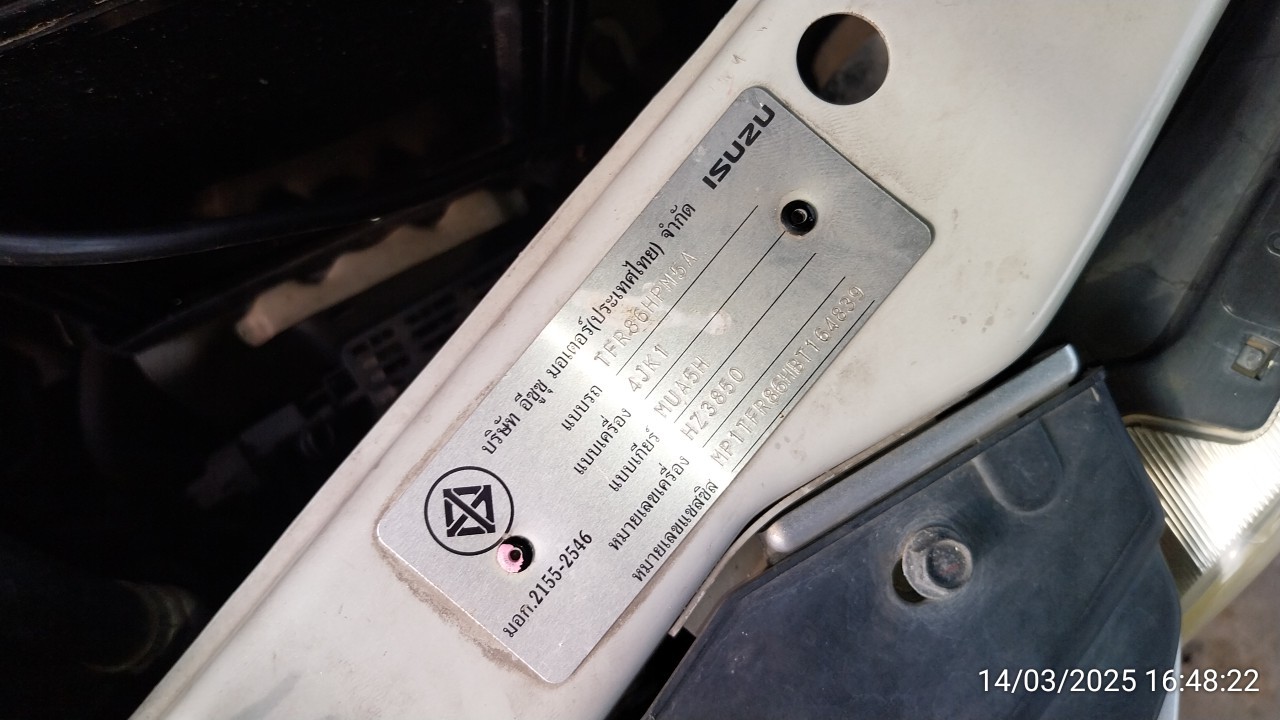 ISUZU
บริษัท อีซูซุ มอเตอร์(ประเทศไทย) จำกัด
แบบรถ TFR86HPM5A
แบบเครื่อง 4JK1
แบบเกียร์ MUA5H
หมายเลขเครื่อง HZ3850
หมายเลขแชสซิส MP1TFR86HBT164839
มอก.2155-2546
14/03/2025 16:48:22